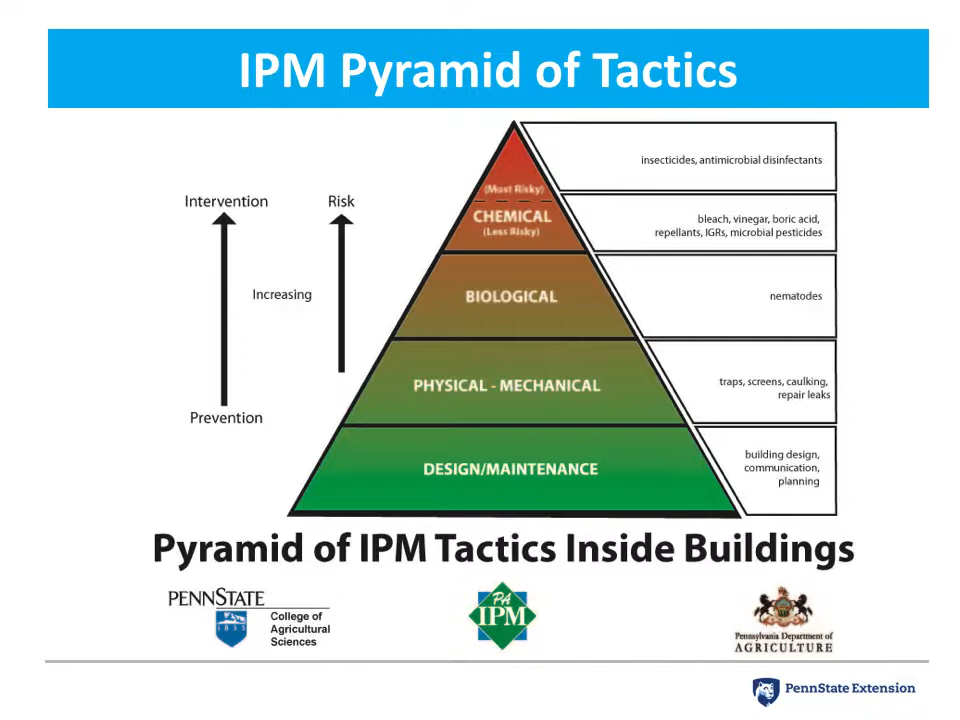 IPM Pyramid of Tactics
insecticides, antimicrobial disinfectants
(Most Risky)
Intervention
Risk
CHEMICAL
(Less Risky)
bleach, vinegar, boric acid,
repellants, IGRs, microbial pesticides
Increasing
BIOLOGICAL
nematodes
PHYSICAL - MECHANICAL
traps, screens, caulking,
repair leaks
Prevention
DESIGN/MAINTENANCE
building design,
communication,
planning
Pyramid of IPM Tactics Inside Buildings
PENNSTATE
1855
College of
Agricultural
Sciences
PA
IPM
Pennsylvania Department of
AGRICULTURE
PennState Extension